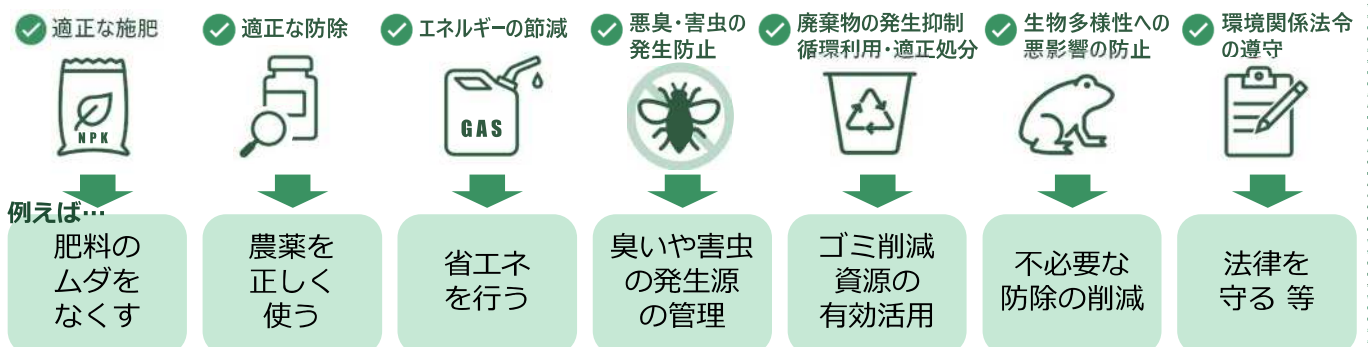 適正な施肥
適正な防除
エネルギーの節減
悪臭・害虫の
発生防止
廃棄物の発生抑制
循環利用・適正処分
生物多様性への
悪影響の防止
環境関係法令
の遵守
NPK
GAS
例えば…
肥料の
ムダを
なくす
農薬を
正しく
使う
省エネ
を行う
臭いや害虫
の発生源
の管理
ゴミ削減
資源の
有効活用
不必要な
防除の削減
法律を
守る 等